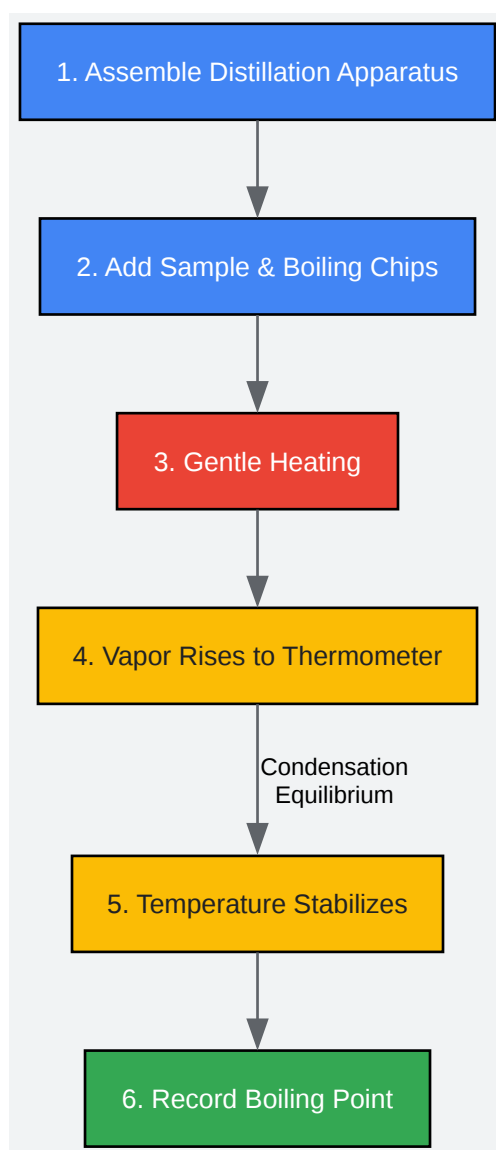 1. Assemble Distillation Apparatus
2. Add Sample & Boiling Chips
3. Gentle Heating
4. Vapor Rises to Thermometer
Condensation
Equilibrium
5. Temperature Stabilizes
6. Record Boiling Point